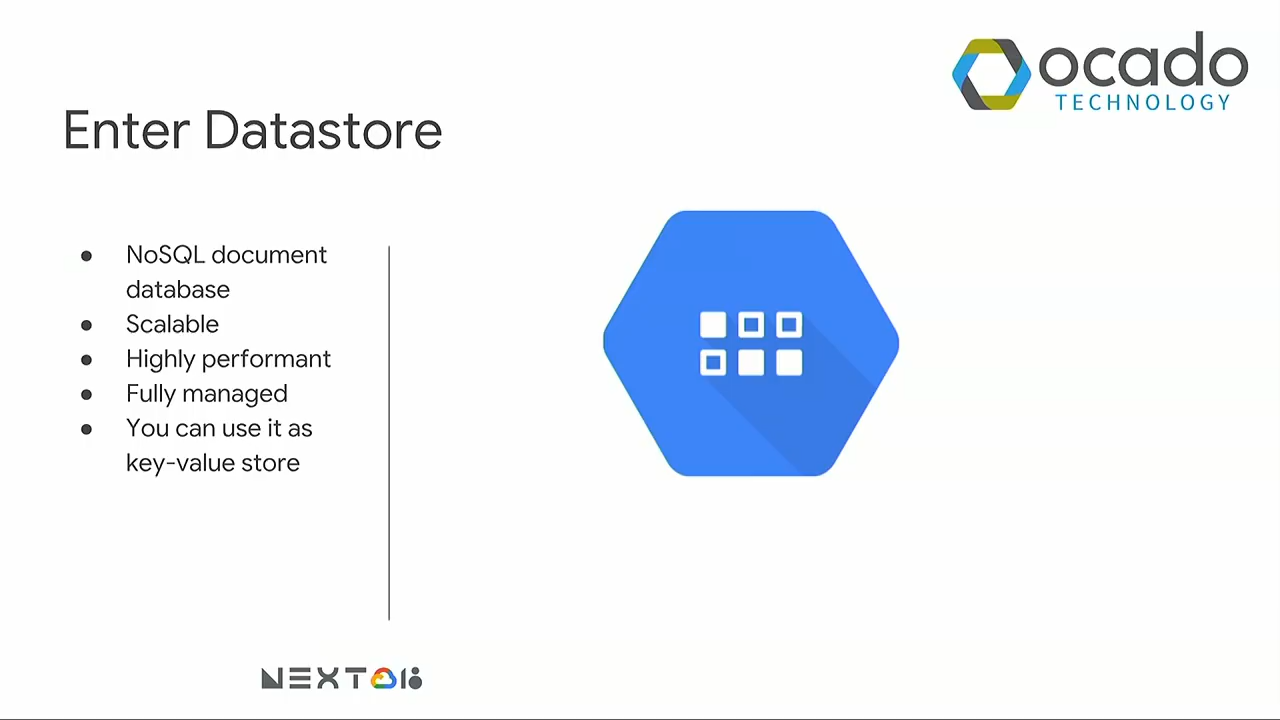 ocado
TECHNOLOGY
Enter Datastore
● NoSQL document
database
● Scalable
● Highly performant
● Fully managed
● You can use it as
key-value store
NEXT 18